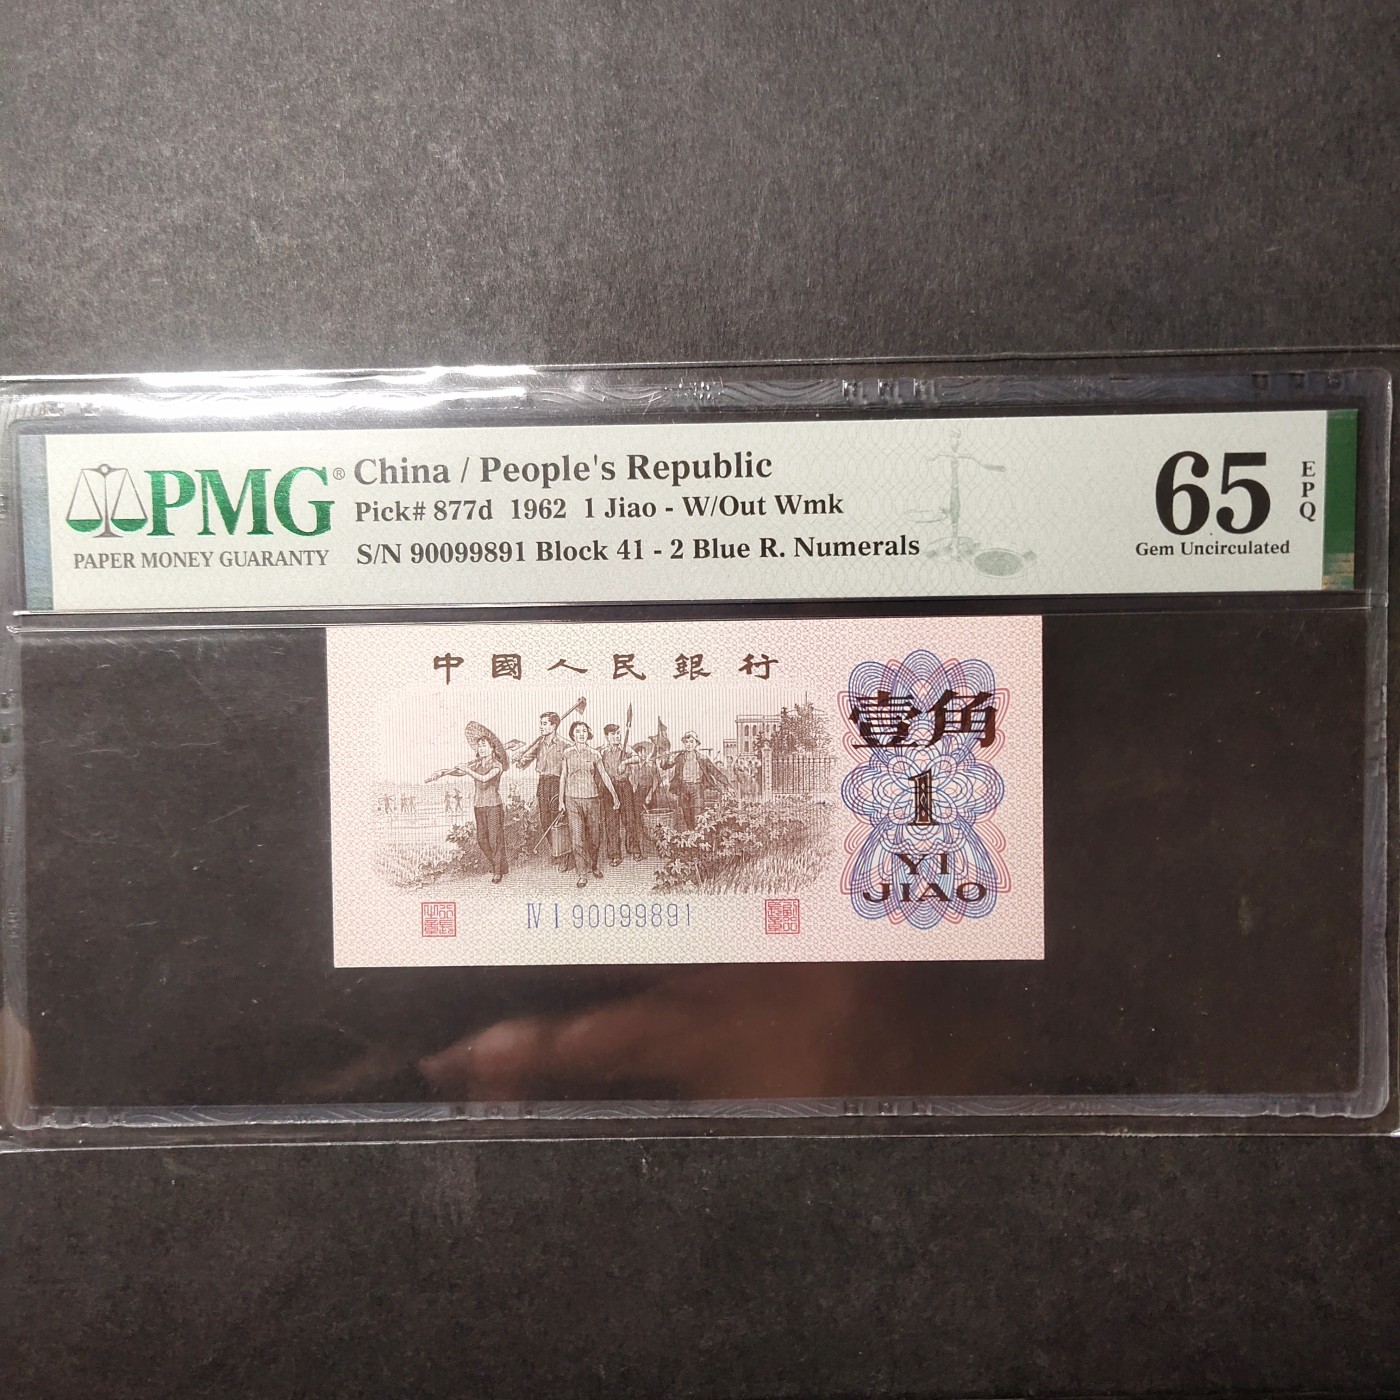 PMG®
PAPER MONEY GUARANTY
China / People's Republic
Pick# 877d 1962 1 Jiao - W/Out Wmk
S/N 90099891 Block 41 - 2 Blue R. Numerals
65
EPQ
Gem Uncirculated
中國人民銀行
壹角
1
YI
JIAO
IV I 90099891